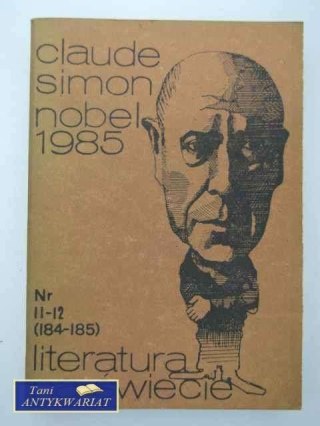 claude
simon
nobel
1985
Nr
11-12
(184-185)
literatura
świecie
Tani
ANTYKWARIAT